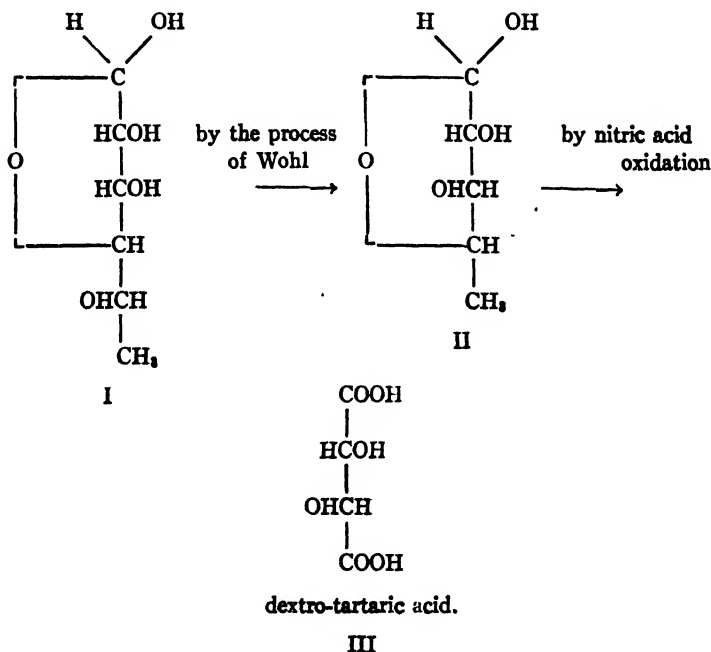 H OH H OH
C C
HCOH by the process HCOH by nitric acid
O of Wohl O oxidation
HCOH OHCH
CH CH
OHCH CH₃
CH₃ II
I
COOH
HCOH
OHCH
COOH
dextro-tartaric acid.
III